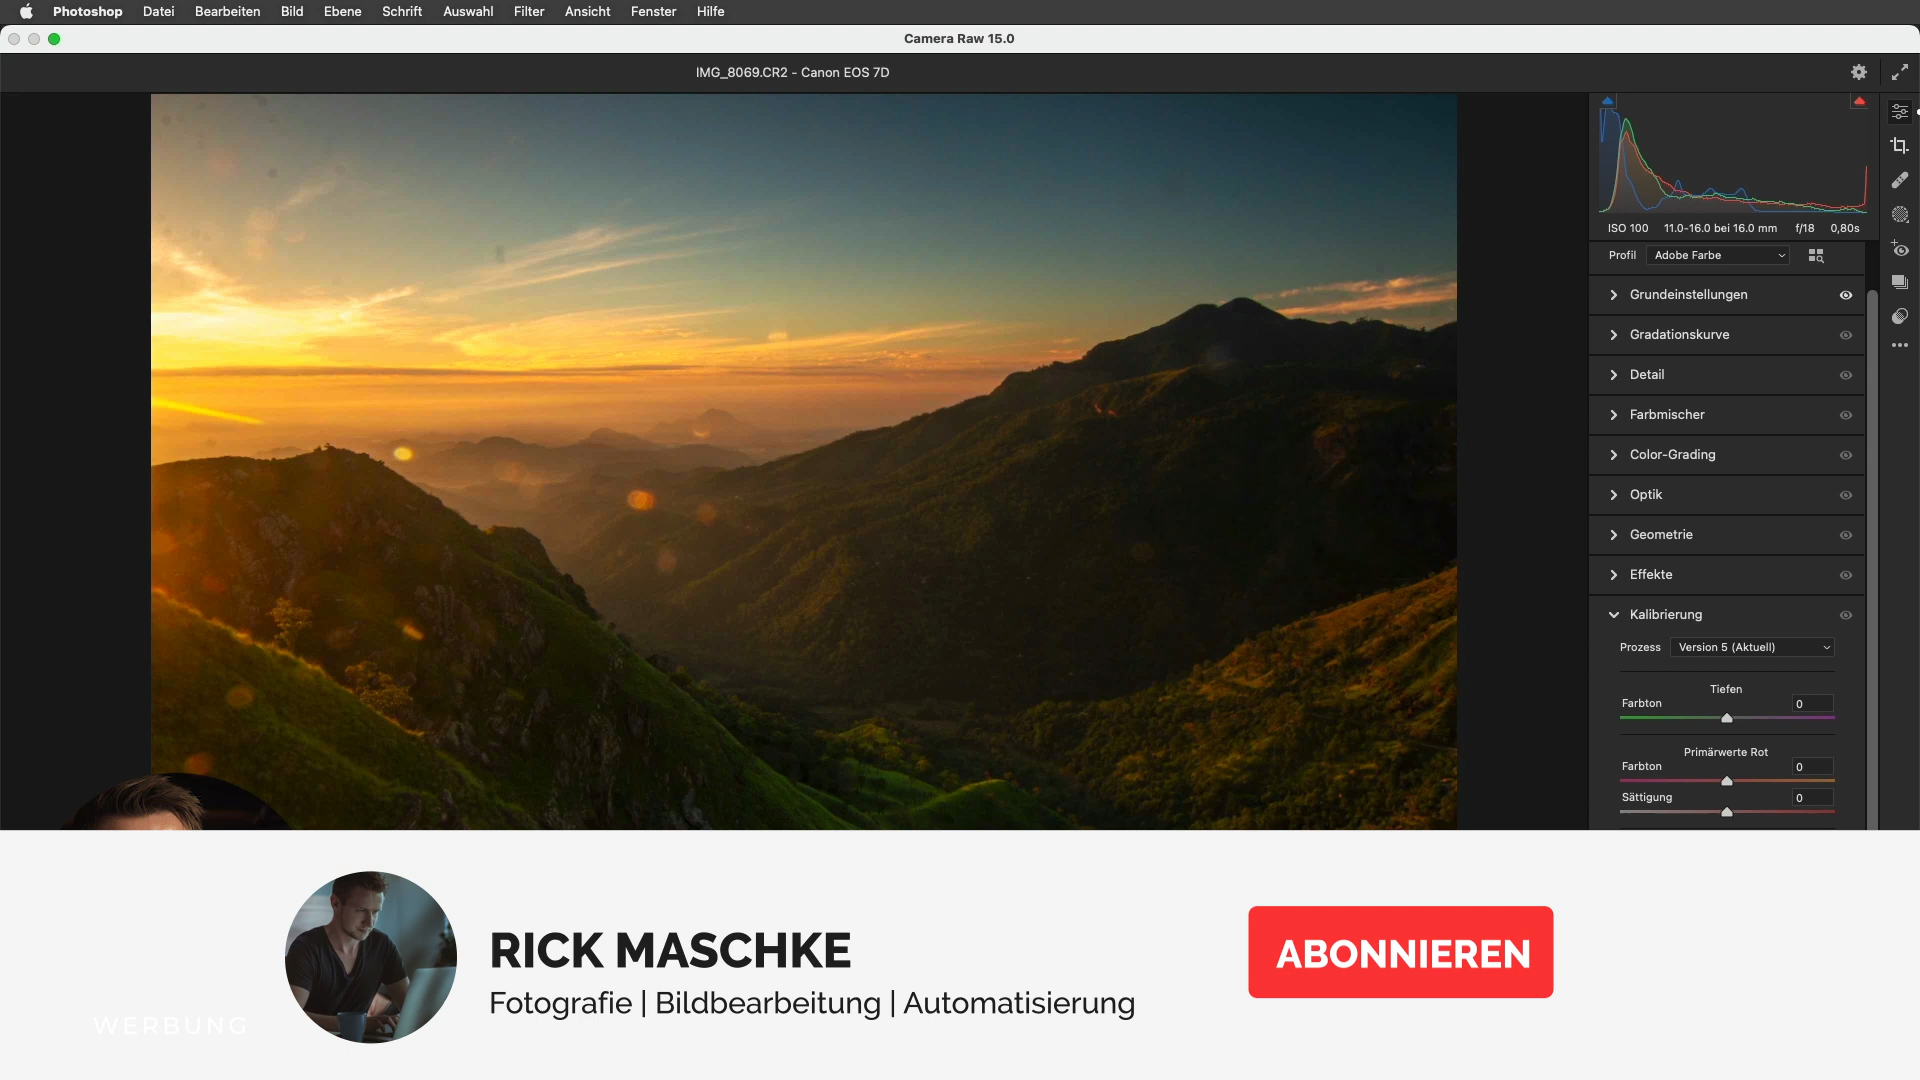 Photoshop Datei Bearbeiten Bild Ebene Schrift Auswahl Filter Ansicht Fenster Hilfe
Camera Raw 15.0
IMG_8069.CR2 - Canon EOS 7D
ISO 100 11.0-16.0 bei 16.0 mm f/18 0,80s
Profil Adobe Farbe
Grundeinstellungen
Gradationskurve
Detail
Farbmischer
Color-Grading
Optik
Geometrie
Effekte
Kalibrierung
Prozess Version 5 (Aktuell)
Tiefen
Farbton 0
Primärwerte Rot
Farbton 0
Sättigung 0
RICK MASCHKE
Fotografie | Bildbearbeitung | Automatisierung
ABONNIEREN
WERBUNG